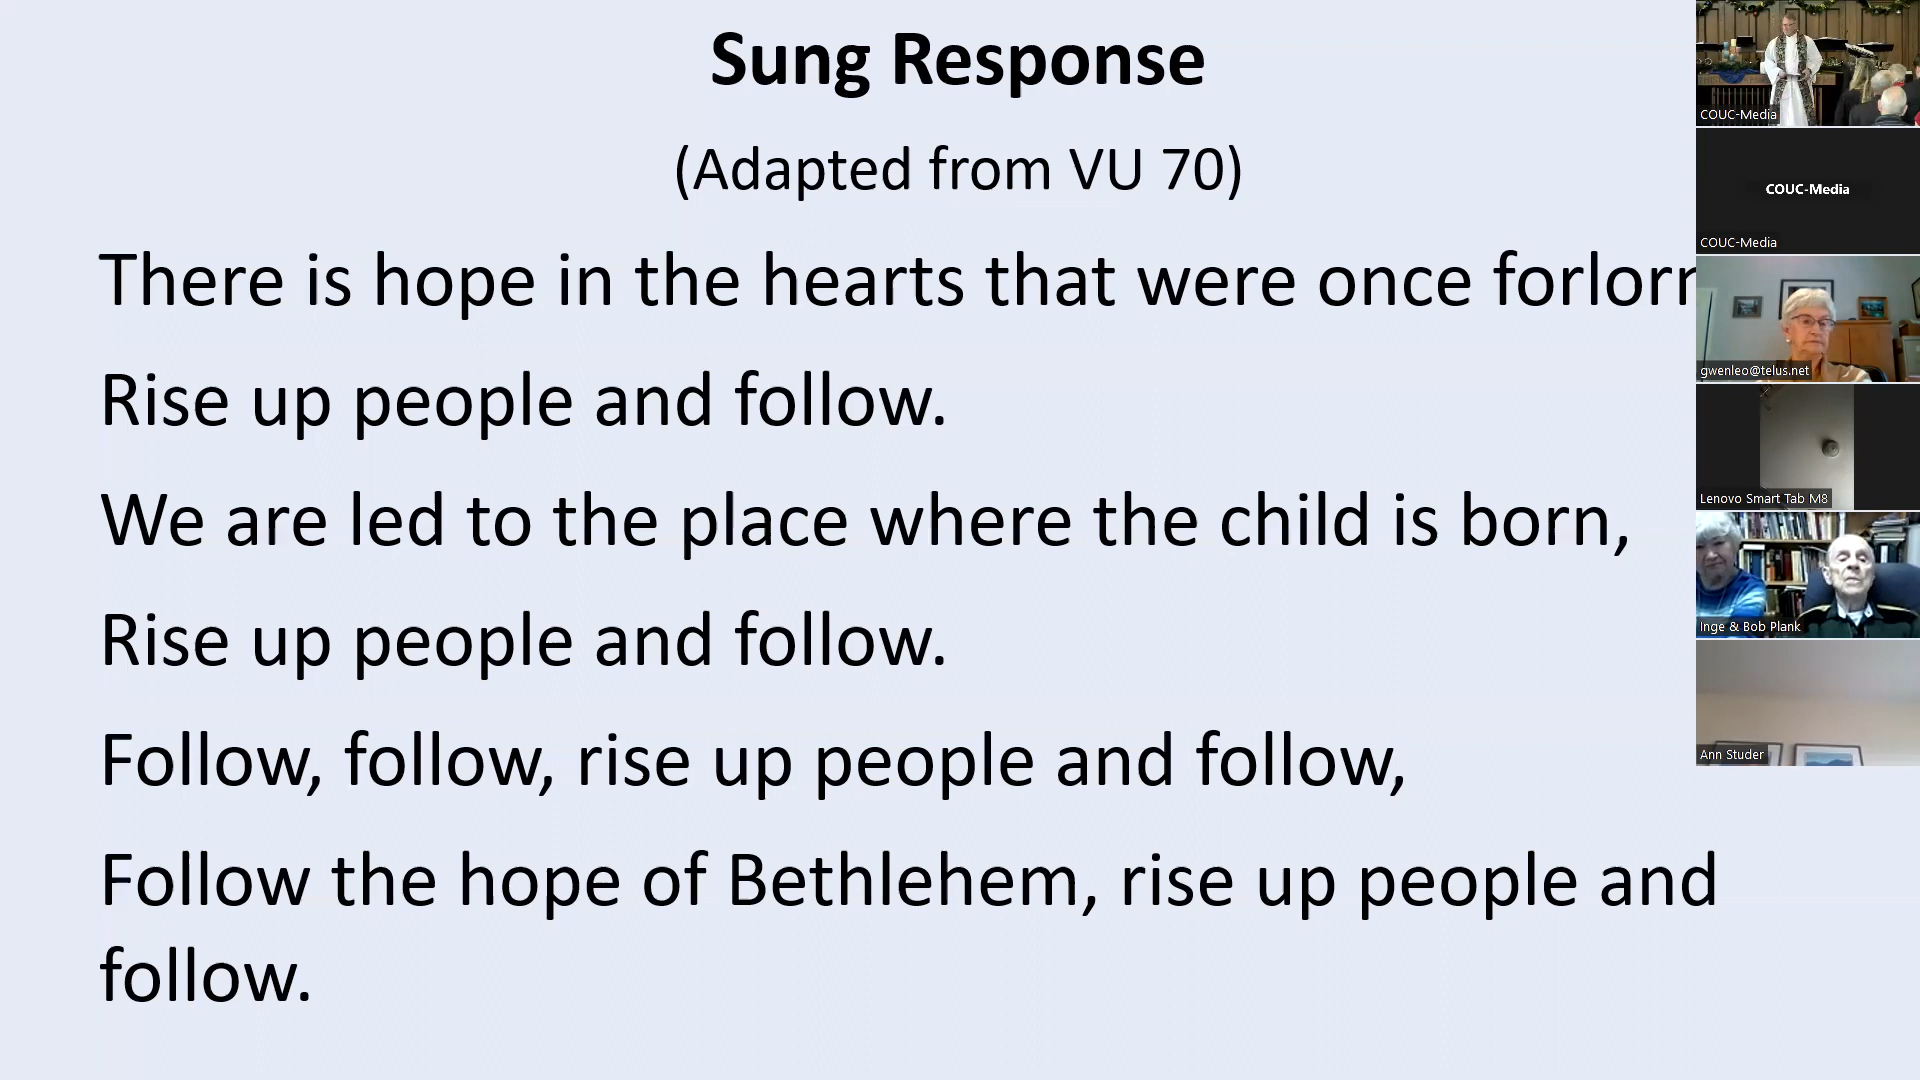 Sung Response
(Adapted from VU 70)
There is hope in the hearts that were once forlorn
Rise up people and follow.
We are led to the place where the child is born,
Rise up people and follow.
Follow, follow, rise up people and follow,
Follow the hope of Bethlehem, rise up people and
follow.
COUC-Media
COUC-Media
COUC-Media
gwenleo@telus.net
Lenovo Smart Tab M8
Inge & Bob Plank
Ann Studer